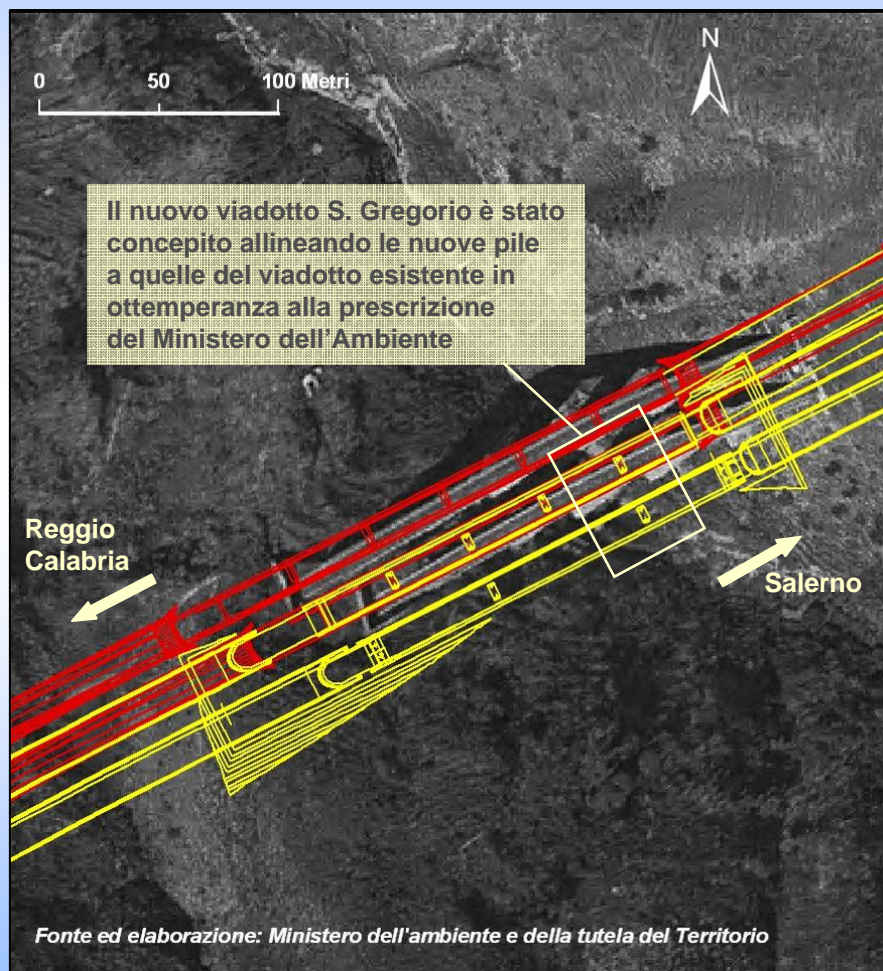 N
0 50 100 Metri
Il nuovo viadotto S. Gregorio è stato
concepito allineando le nuove pile
a quelle del viadotto esistente in
ottemperanza alla prescrizione
del Ministero dell'Ambiente
Reggio
Calabria
Salerno
Fonte ed elaborazione: Ministero dell'ambiente e della tutela del Territorio